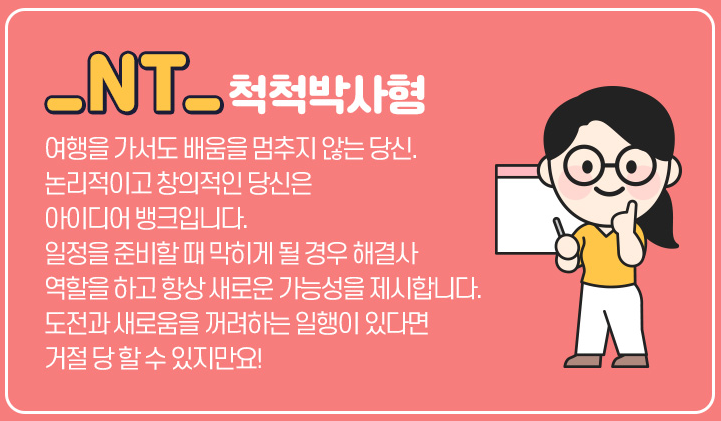 _NT_ 척척박사형
여행을 가서도 배움을 멈추지 않는 당신.
논리적이고 창의적인 당신은
아이디어 뱅크입니다.
일정을 준비할 때 막히게 될 경우 해결사
역할을 하고 항상 새로운 가능성을 제시합니다.
도전과 새로움을 꺼려하는 일행이 있다면
거절 당 할 수 있지만요!